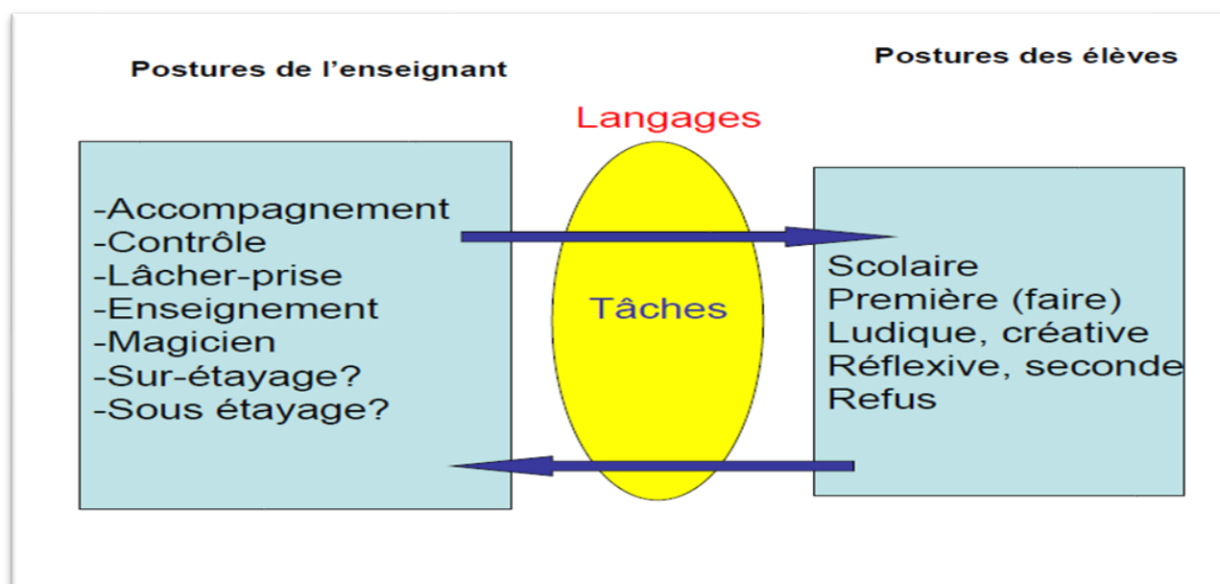 Postures de l'enseignant
Postures des élèves
Langages
-Accompagnement
-Contrôle
-Lâcher-prise
-Enseignement
-Magicien
-Sur-étayage?
-Sous étayage?
Tâches
Scolaire
Première (faire)
Ludique, créative
Réflexive, seconde
Refus